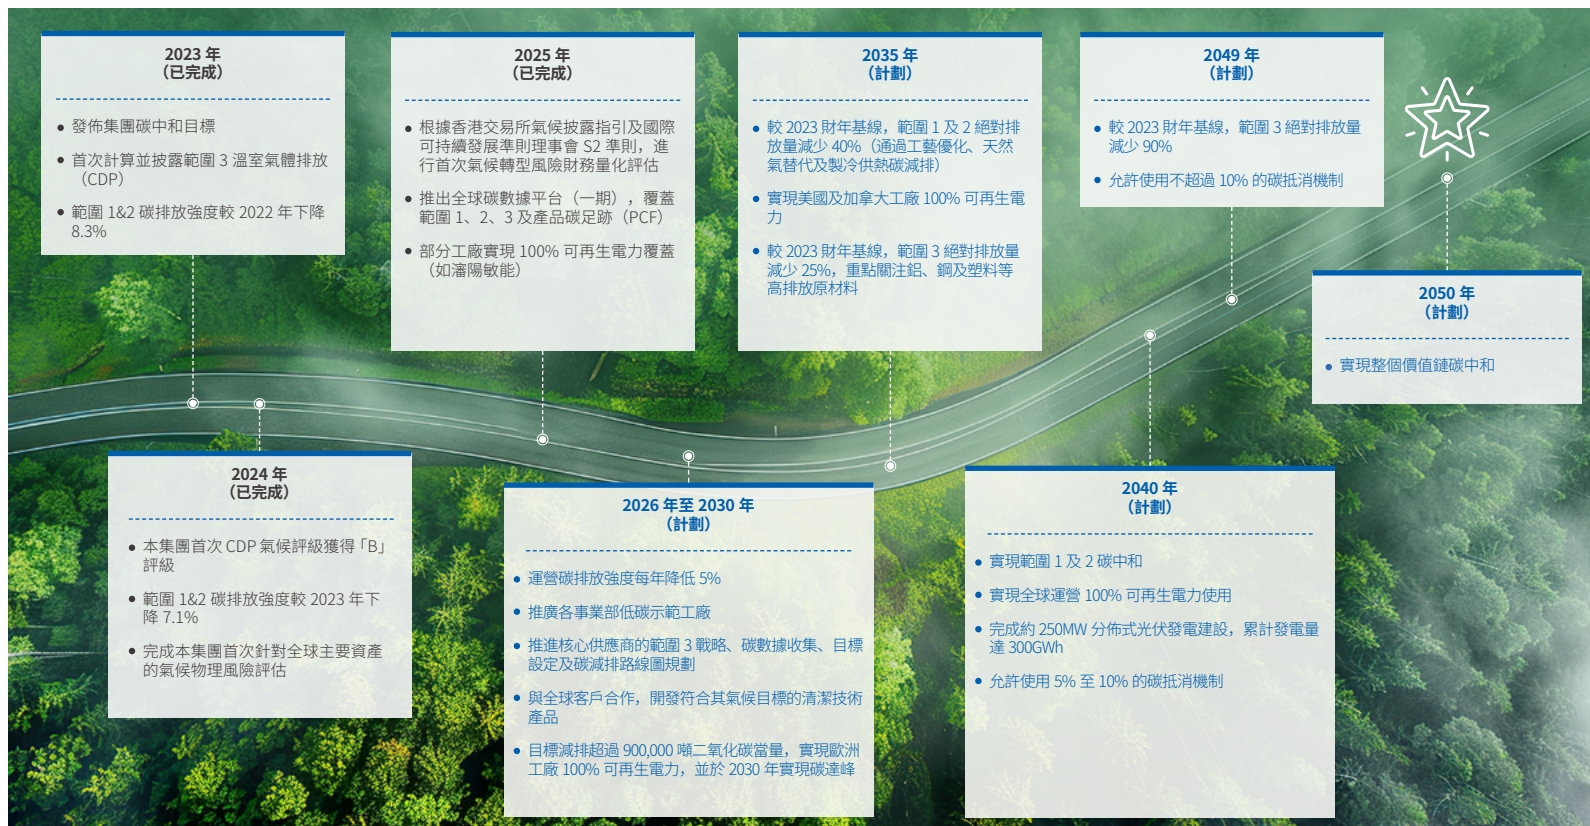 2023 年
（已完成）
• 發佈集團碳中和目標
• 首次計算並披露範圍 3 溫室氣體排放
（CDP）
• 範圍 1&2 碳排放強度較 2022 年下降
8.3%
2024 年
（已完成）
• 本集團首次 CDP 氣候評級獲得「B」
評級
• 範圍 1&2 碳排放強度較 2023 年下
降 7.1%
• 完成本集團首次針對全球主要資產
的氣候物理風險評估
2025 年
（已完成）
• 根據香港交易所氣候披露指引及國際
可持續發展準則理事會 S2 準則，進
行首次氣候轉型風險財務量化評估
• 推出全球碳數據平台（一期），覆蓋
範圍 1、2、3 及產品碳足跡（PCF）
• 部分工廠實現 100% 可再生電力覆蓋
（如瀋陽敏能）
2026 年至 2030 年
（計劃）
• 運營碳排放強度每年降低 5%
• 推廣各事業部低碳示範工廠
• 推進核心供應商的範圍 3 戰略、碳數據收集、目標
設定及碳減排路線圖規劃
• 與全球客戶合作，開發符合其氣候目標的清潔技術
產品
• 目標減排超過 900,000 噸二氧化碳當量，實現歐洲
工廠 100% 可再生電力，並於 2030 年實現碳達峰
2035 年
（計劃）
• 較 2023 財年基線，範圍 1 及 2 絕對排
放量減少 40%（通過工藝優化、天然
氣替代及製冷供熱碳減排）
• 實現美國及加拿大工廠 100% 可再生電
力
• 較 2023 財年基線，範圍 3 絕對排放量
減少 25%，重點關注鋁、鋼及塑料等
高排放原材料
2040 年
（計劃）
• 實現範圍 1 及 2 碳中和
• 實現全球運營 100% 可再生電力使用
• 完成約 250MW 分佈式光伏發電建設，累計發電量
達 300GWh
• 允許使用 5% 至 10% 的碳抵消機制
2049 年
（計劃）
• 較 2023 財年基線，範圍 3 絕對排放量
減少 90%
• 允許使用不超過 10% 的碳抵消機制
2050 年
（計劃）
• 實現整個價值鏈碳中和